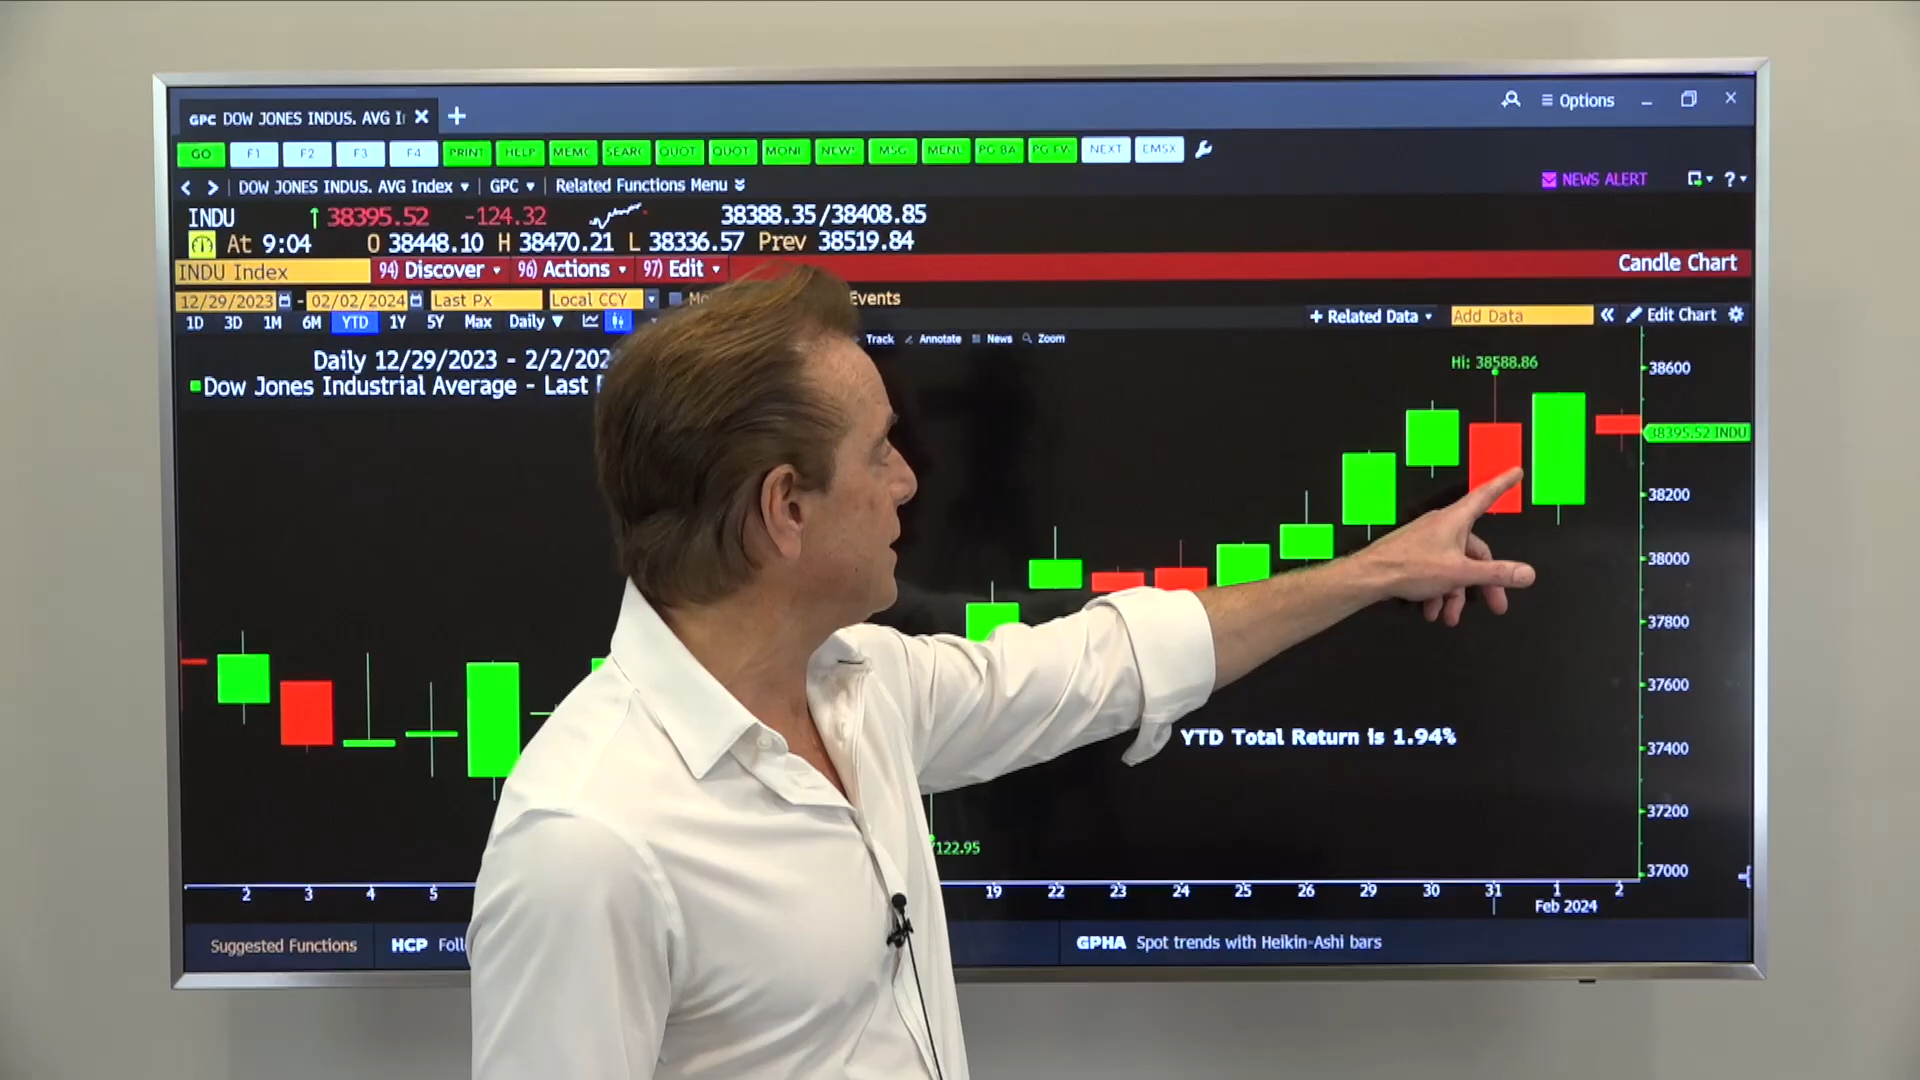 GPC DOW JONES INDUS. AVG I
Options
GO F1 F2 F3 F4 PRINT HELP MEMO SEARC QUOT QUOT MONI NEWS MSG MENU PG BA PG FW NEXT EMSX
DOW JONES INDUS. AVG Index GPC Related Functions Menu
NEWS ALERT ?
INDU 38395.52 -124.32 38388.35/38408.85
At 9:04 O 38448.10 H 38470.21 L 38336.57 Prev 38519.84
INDU Index 94) Discover 96) Actions 97) Edit Candle Chart
12/29/2023 - 02/02/2024 Last Px Local CCY Events
1D 3D 1M 6M YTD 1Y 5Y Max Daily + Related Data Add Data « Edit Chart
Track Annotate News Zoom
Daily 12/29/2023 - 2/2/202
Dow Jones Industrial Average - Last
Hi: 38588.86
38600
38395.52 INDU
38200
38000
37800
37600
YTD Total Return is 1.94%
37400
37200
122.95
37000
2 3 4 5 19 22 23 24 25 26 29 30 31 1 2
Feb 2024
Suggested Functions HCP Foll GPHA Spot trends with Heikin-Ashi bars